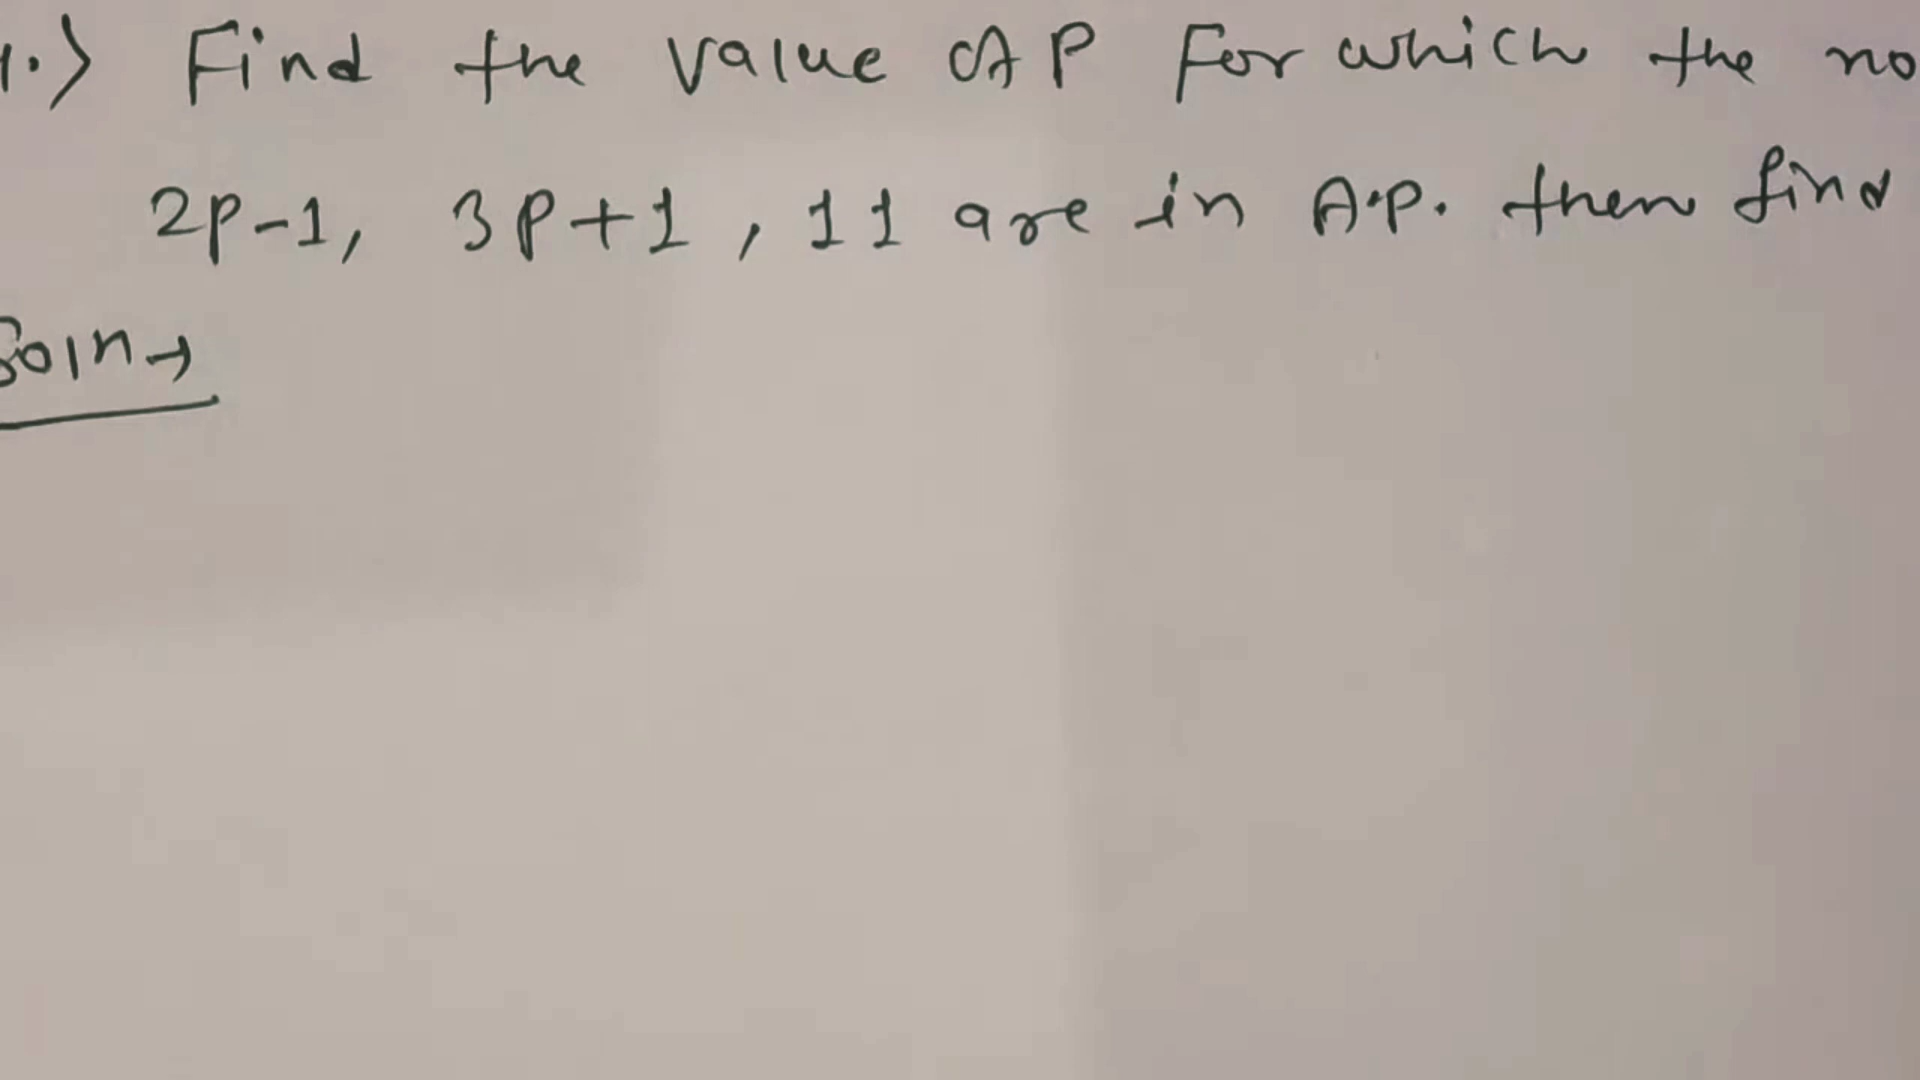 1.) Find the value of P For which the no
2p-1, 3p+1, 11 are in A.P. then find
Soln→